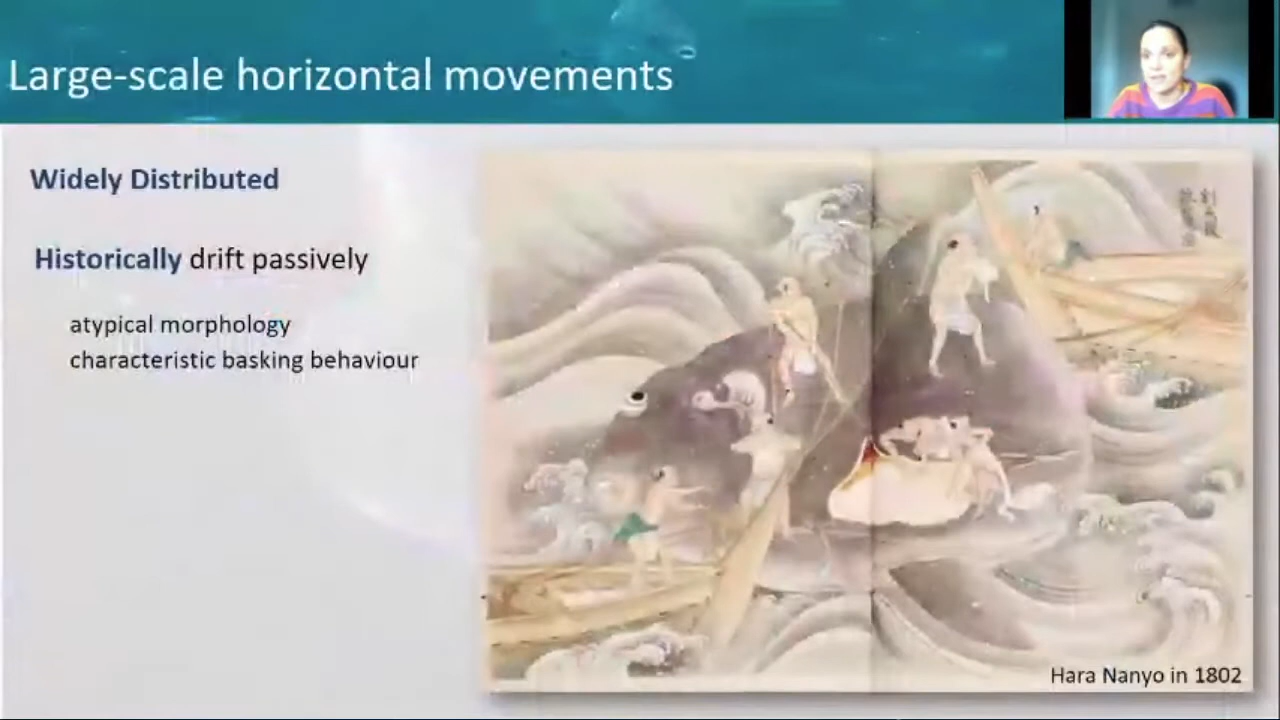 Large-scale horizontal movements
Widely Distributed
Historically drift passively
atypical morphology
characteristic basking behaviour
Hara Nanyo in 1802